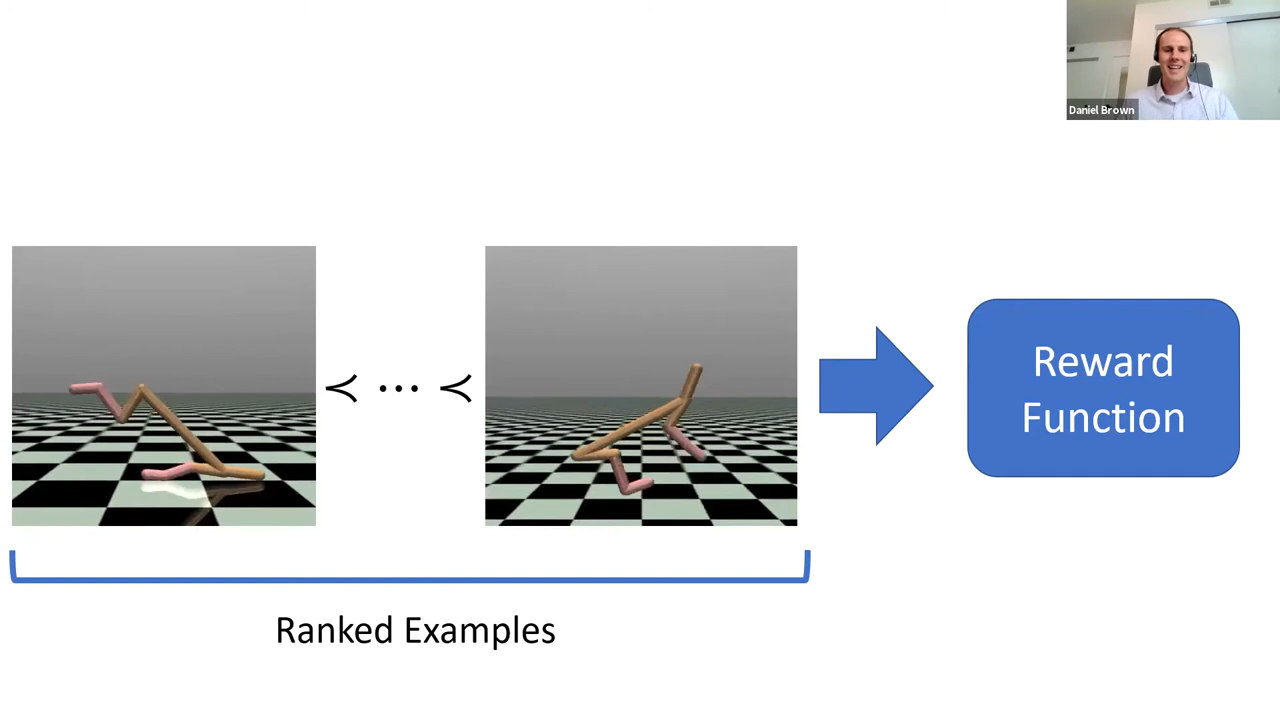 Daniel Brown
≺ ⋯ ≺
Reward
Function
Ranked Examples